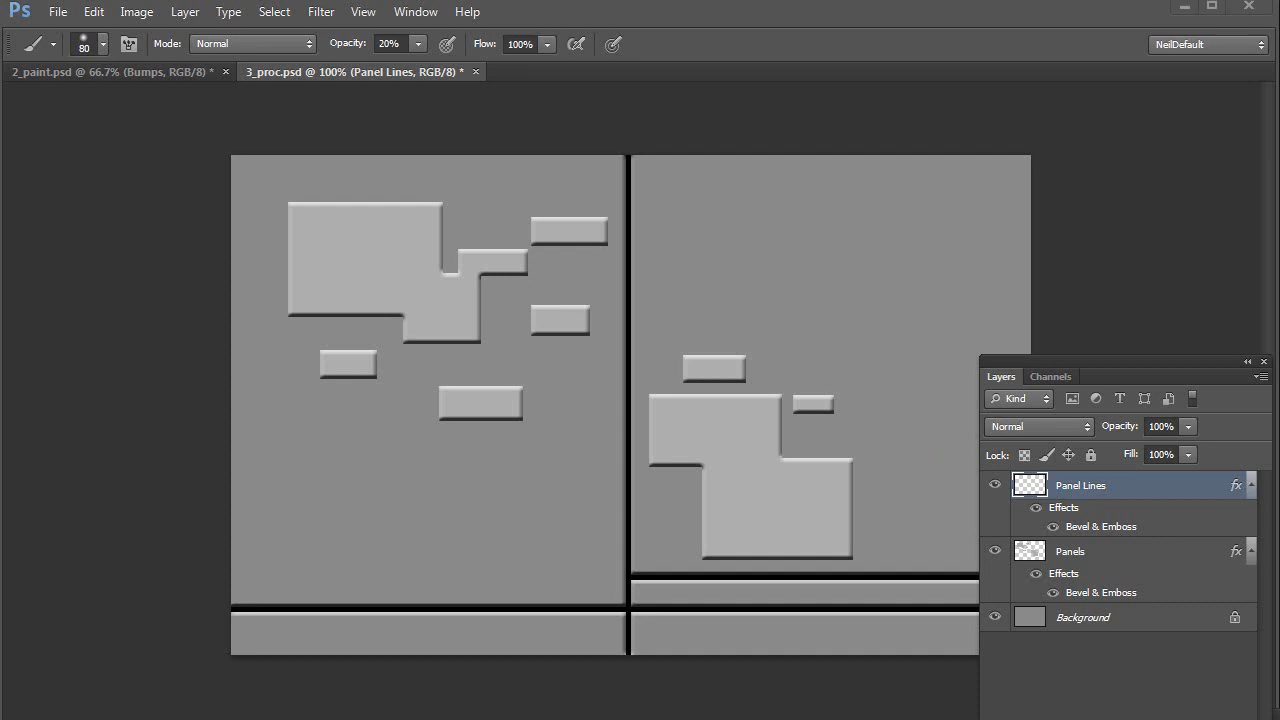 Ps File Edit Image Layer Type Select Filter View Window Help
80 Mode: Normal Opacity: 20% Flow: 100% NeilDefault
2_paint.psd @ 66.7% (Bumps, RGB/8) * × 3_proc.psd @ 100% (Panel Lines, RGB/8) * ×
Layers Channels
Kind T
Normal Opacity: 100%
Lock: Fill: 100%
Panel Lines fx
Effects
Bevel & Emboss
Panels fx
Effects
Bevel & Emboss
Background